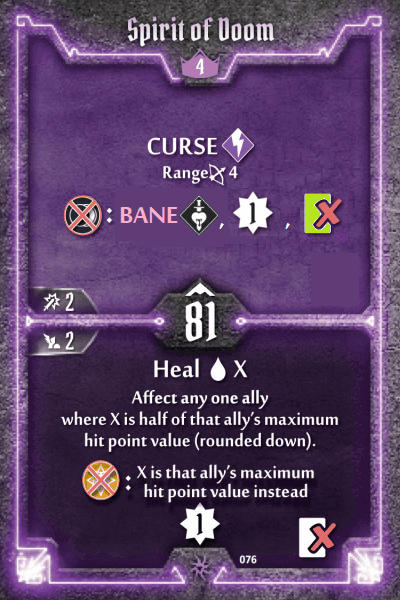 Spirit of Doom
4
CURSE
Range 4
: BANE , 1 ,
2
81
2
Heal X
Affect any one ally
where X is half of that ally's maximum
hit point value (rounded down).
: X is that ally's maximum
hit point value instead
1
076